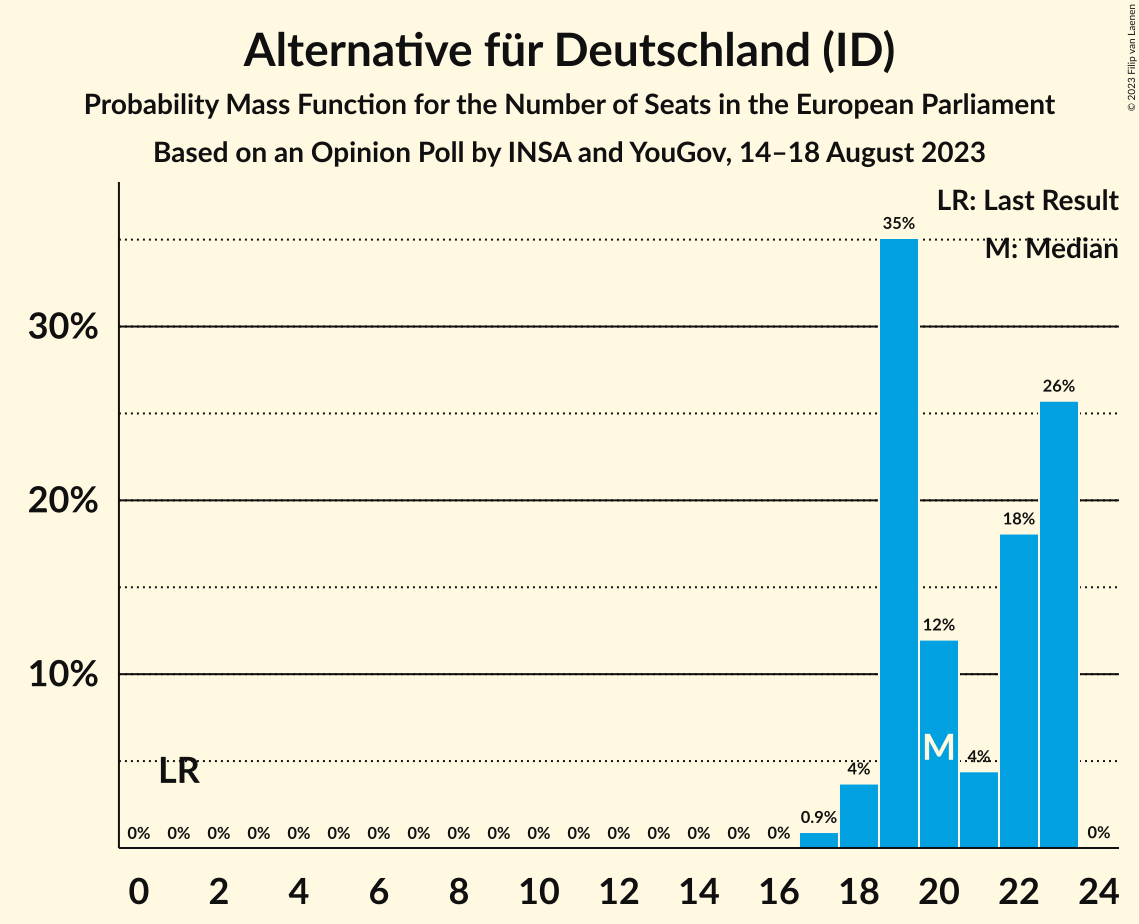 Alternative für Deutschland (ID)
Probability Mass Function for the Number of Seats in the European Parliament
Based on an Opinion Poll by INSA and YouGov, 14–18 August 2023
© 2023 Filip van Laenen
LR: Last Result
M: Median
35%
30%
26%
20%
18%
12%
10%
LR
M
4%
4%
0% 0% 0% 0% 0% 0% 0% 0% 0% 0% 0% 0% 0% 0% 0% 0% 0% 0.9% 0%
0 2 4 6 8 10 12 14 16 18 20 22 24